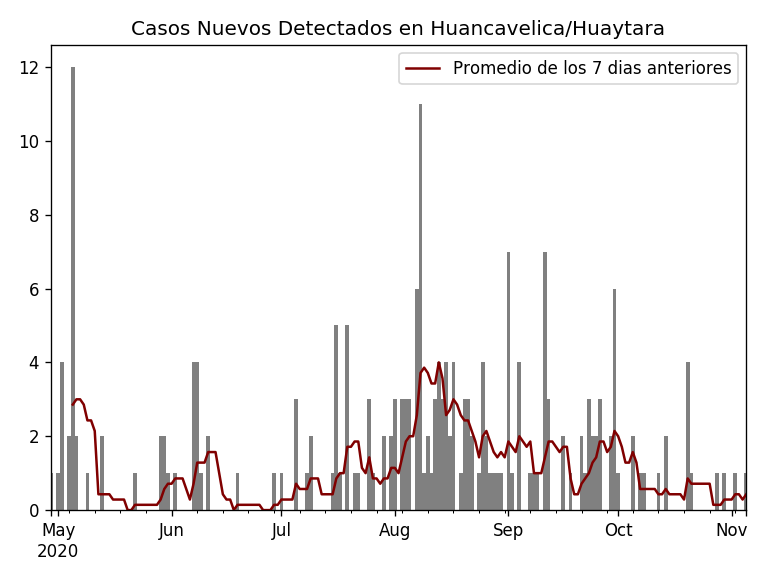 Casos Nuevos Detectados en Huancavelica/Huaytara
Promedio de los 7 dias anteriores
12
10
8
6
4
2
0
May Jun Jul Aug Sep Oct Nov
2020